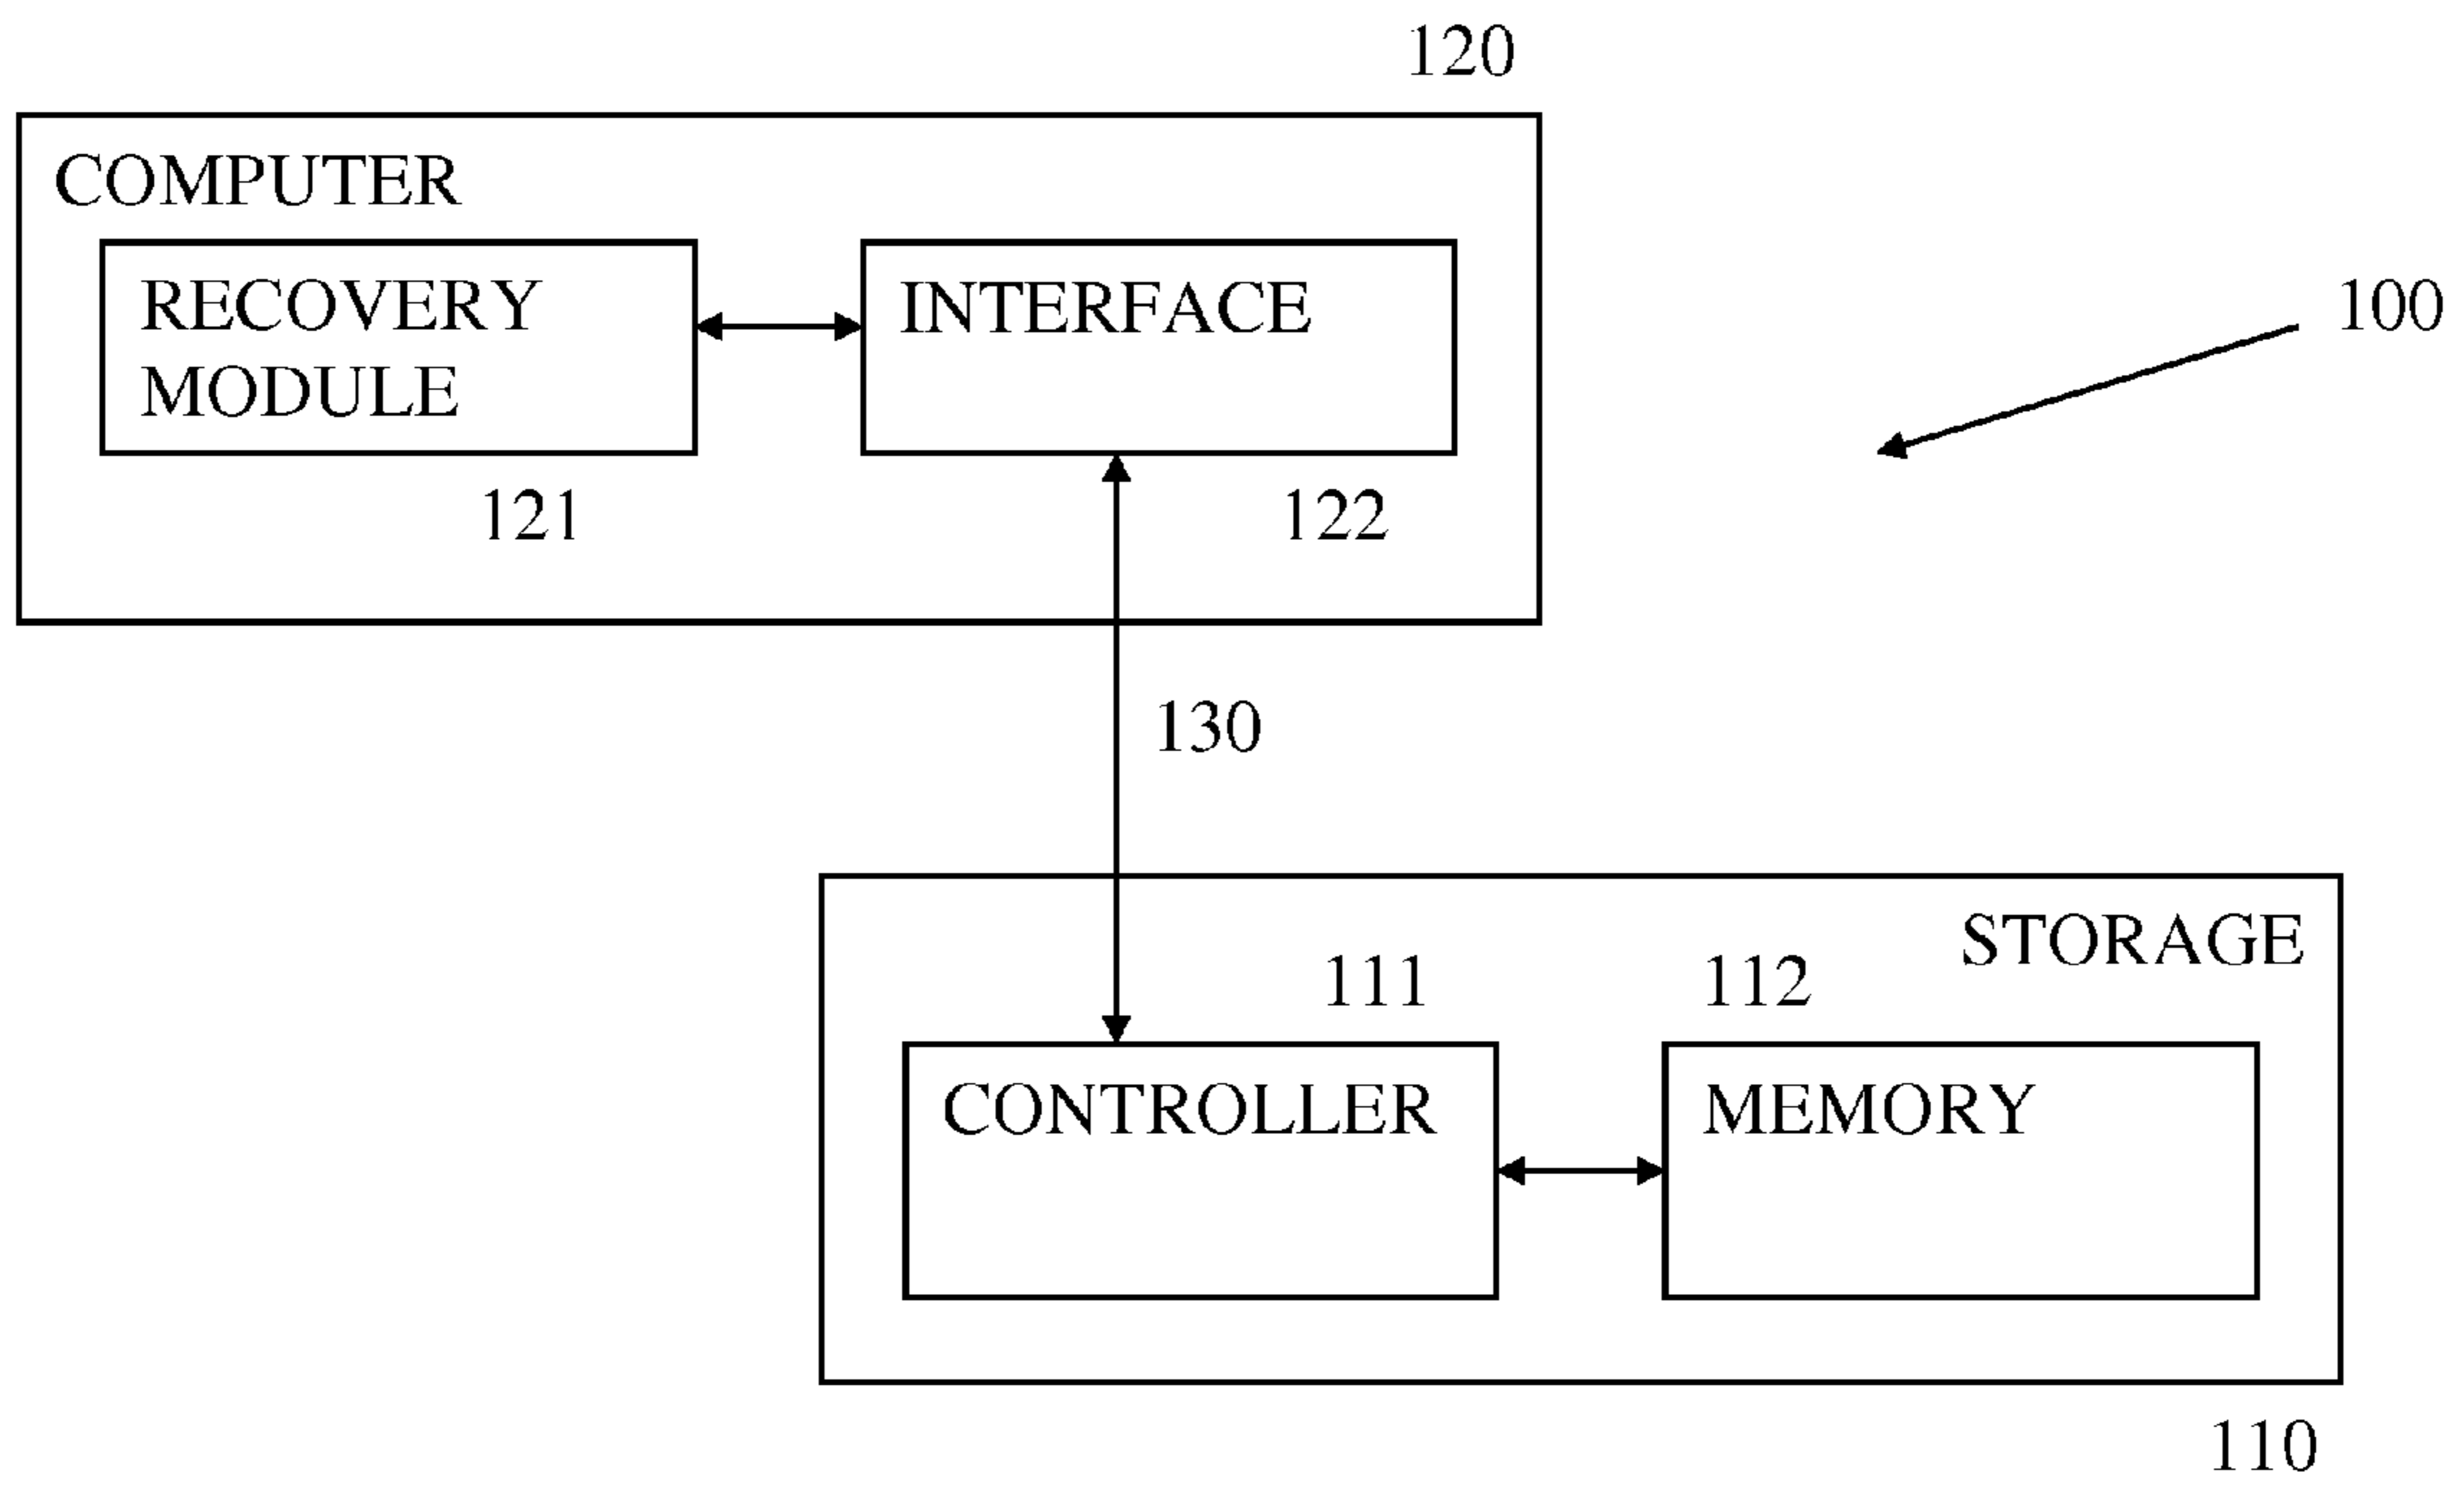 120
COMPUTER
RECOVERY
MODULE
INTERFACE
100
121
122
130
STORAGE
111
112
CONTROLLER
MEMORY
110